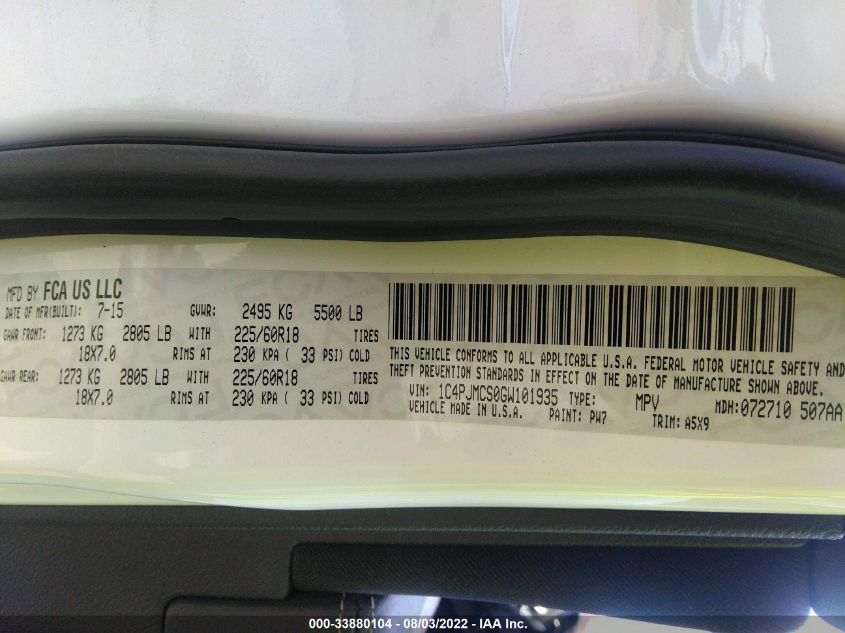 MFD BY FCA US LLC
DATE OF MFR(BUILT): 7-15 GVWR: 2495 KG 5500 LB
GAWR FRONT: 1273 KG 2805 LB WITH 225/60R18 TIRES
18X7.0 RIMS AT 230 KPA ( 33 PSI) COLD
GAWR REAR: 1273 KG 2805 LB WITH 225/60R18 TIRES
18X7.0 RIMS AT 230 KPA ( 33 PSI) COLD
THIS VEHICLE CONFORMS TO ALL APPLICABLE U.S.A. FEDERAL MOTOR VEHICLE SAFETY AND
THEFT PREVENTION STANDARDS IN EFFECT ON THE DATE OF MANUFACTURE SHOWN ABOVE.
VIN: 1C4PJMCS0GW101935 TYPE: MPV MDH: 072710 507AA
VEHICLE MADE IN U.S.A. PAINT: PW7 TRIM: A5X9
000-33880104 - 08/03/2022 - IAA Inc.